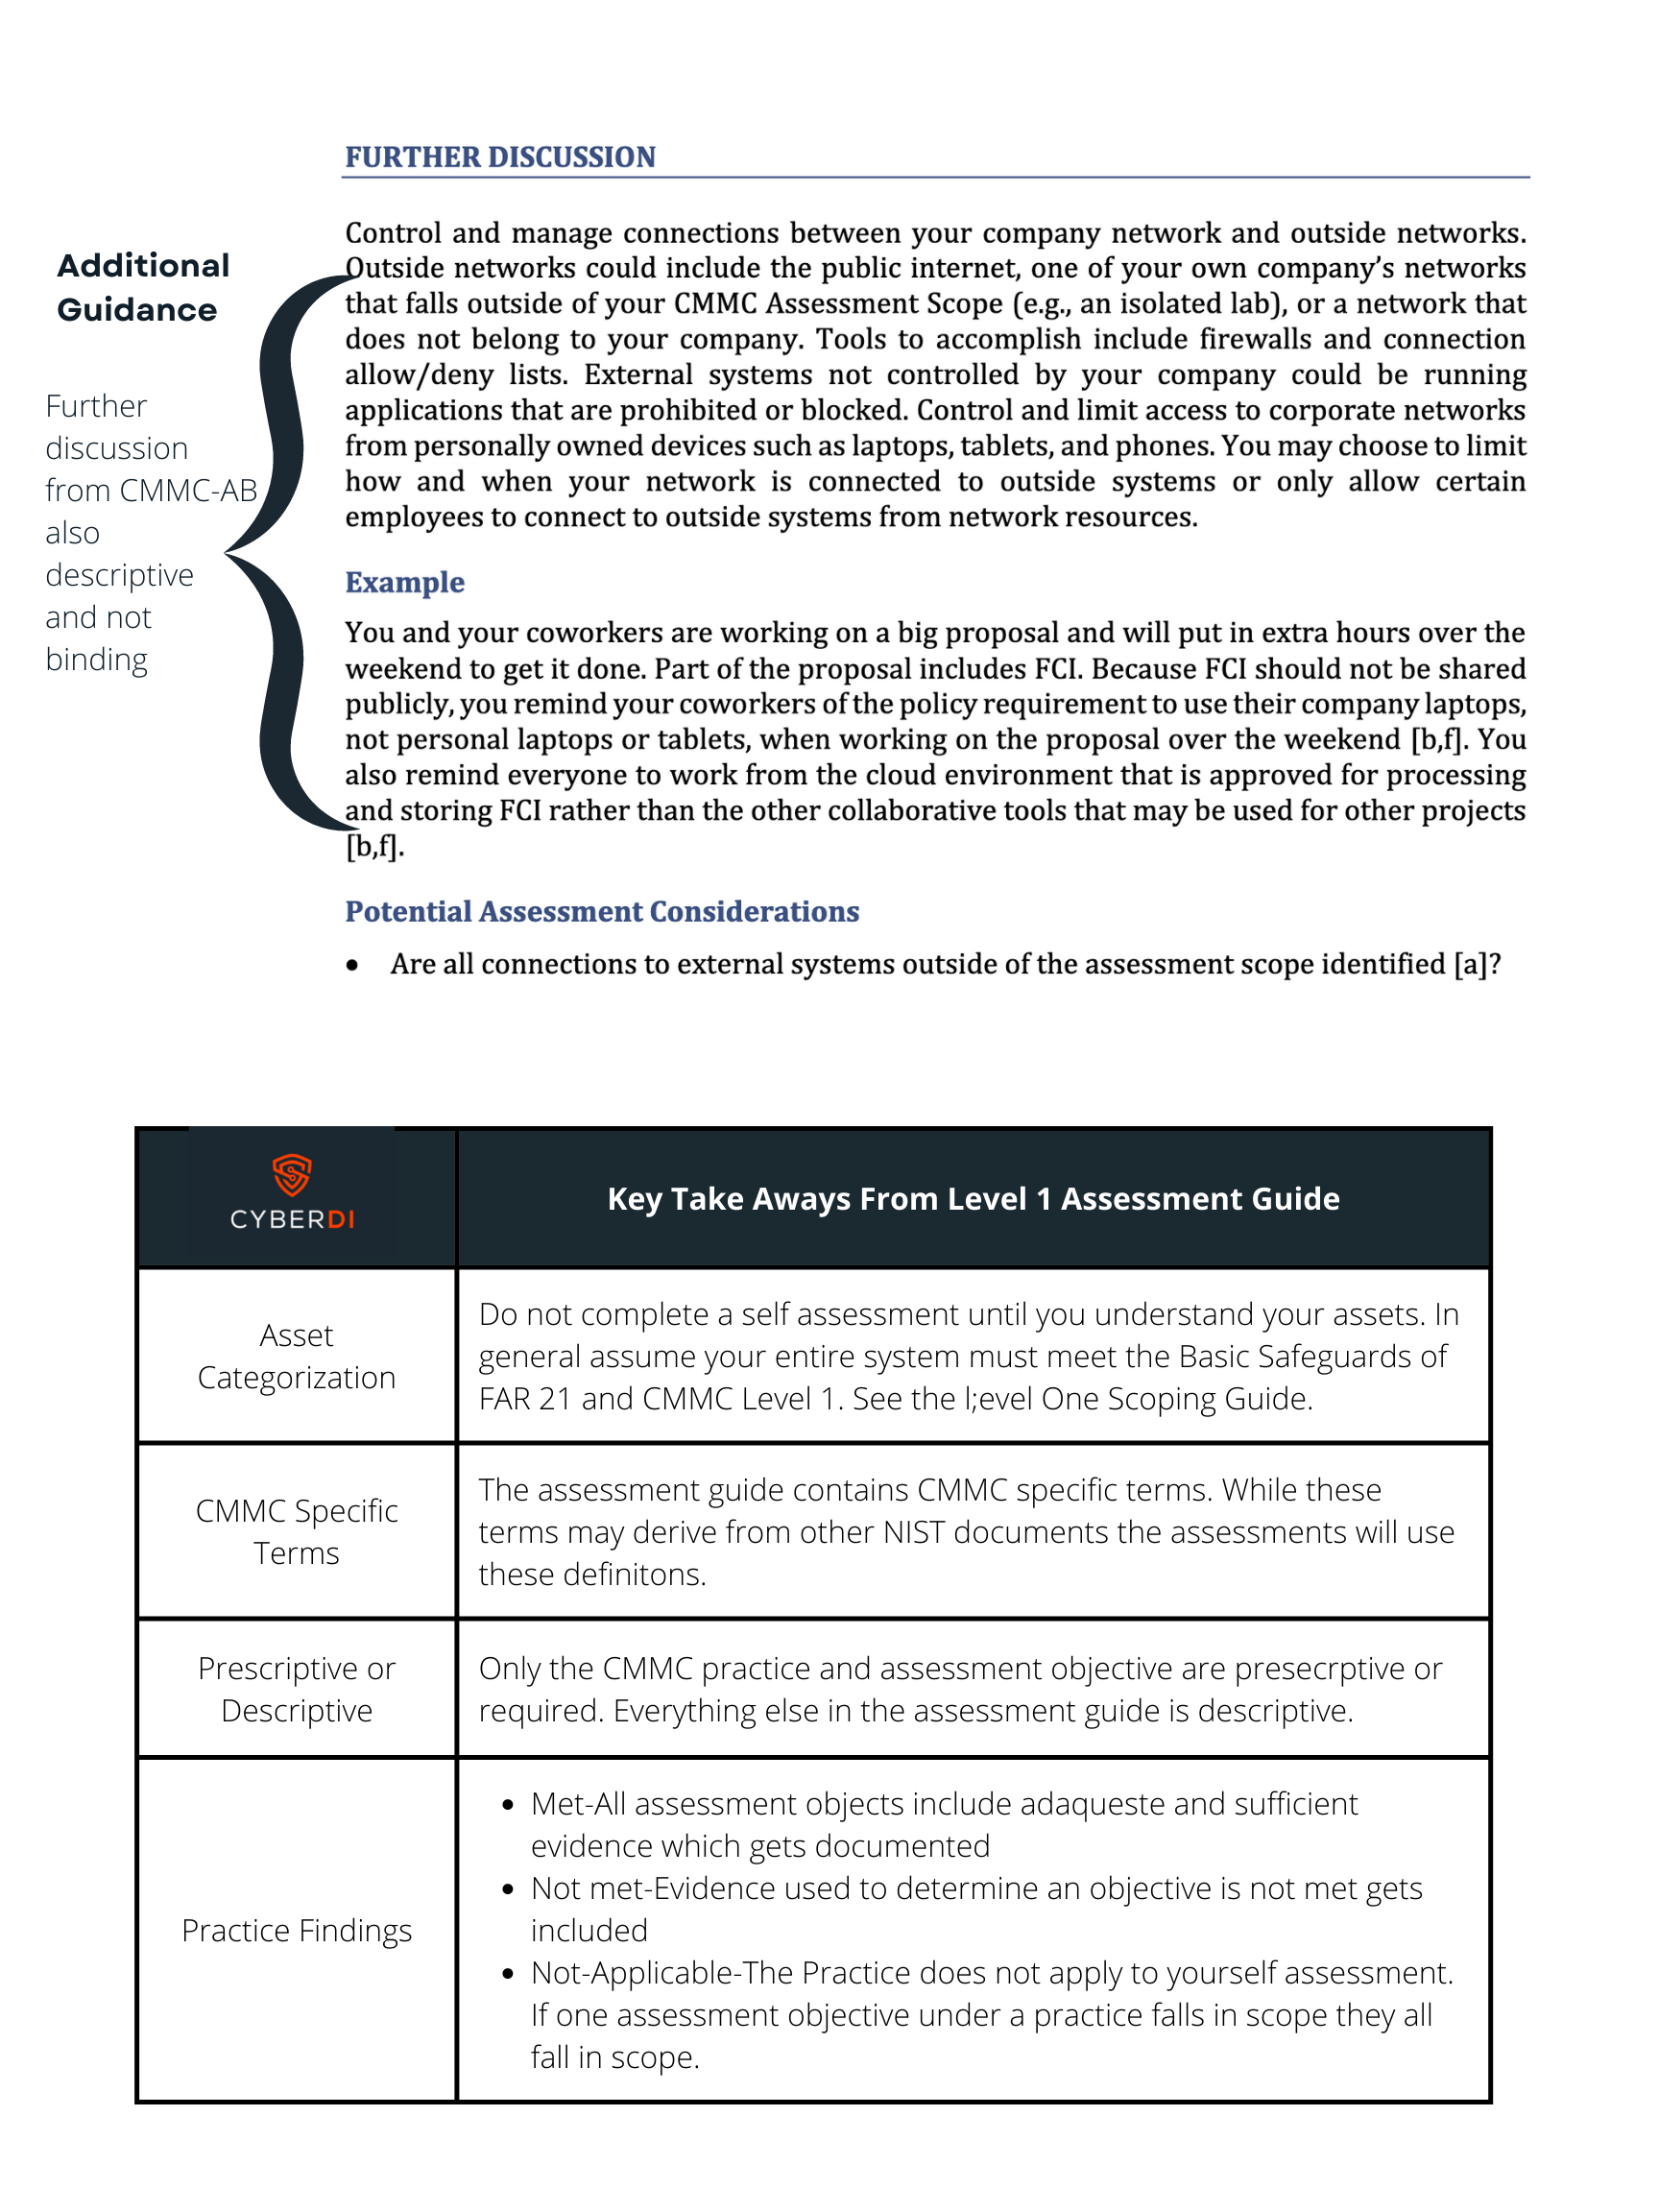 FURTHER DISCUSSION
Additional
Guidance
Further
discussion
from CMMC-AB
also
descriptive
and not
binding
Control and manage connections between your company network and outside networks.
Outside networks could include the public internet, one of your own company's networks
that falls outside of your CMMC Assessment Scope (e.g., an isolated lab), or a network that
does not belong to your company. Tools to accomplish include firewalls and connection
allow/deny lists. External systems not controlled by your company could be running
applications that are prohibited or blocked. Control and limit access to corporate networks
from personally owned devices such as laptops, tablets, and phones. You may choose to limit
how and when your network is connected to outside systems or only allow certain
employees to connect to outside systems from network resources.
Example
You and your coworkers are working on a big proposal and will put in extra hours over the
weekend to get it done. Part of the proposal includes FCI. Because FCI should not be shared
publicly, you remind your coworkers of the policy requirement to use their company laptops,
not personal laptops or tablets, when working on the proposal over the weekend [b,f]. You
also remind everyone to work from the cloud environment that is approved for processing
and storing FCI rather than the other collaborative tools that may be used for other projects
[b,f].
Potential Assessment Considerations
• Are all connections to external systems outside of the assessment scope identified [a]?
CYBERDI
Key Take Aways From Level 1 Assessment Guide
Asset
Categorization
Do not complete a self assessment until you understand your assets. In
general assume your entire system must meet the Basic Safeguards of
FAR 21 and CMMC Level 1. See the l;evel One Scoping Guide.
CMMC Specific
Terms
The assessment guide contains CMMC specific terms. While these
terms may derive from other NIST documents the assessments will use
these definitons.
Prescriptive or
Descriptive
Only the CMMC practice and assessment objective are presecrptive or
required. Everything else in the assessment guide is descriptive.
Practice Findings
• Met-All assessment objects include adaqueste and sufficient
evidence which gets documented
• Not met-Evidence used to determine an objective is not met gets
included
• Not-Applicable-The Practice does not apply to yourself assessment.
If one assessment objective under a practice falls in scope they all
fall in scope.